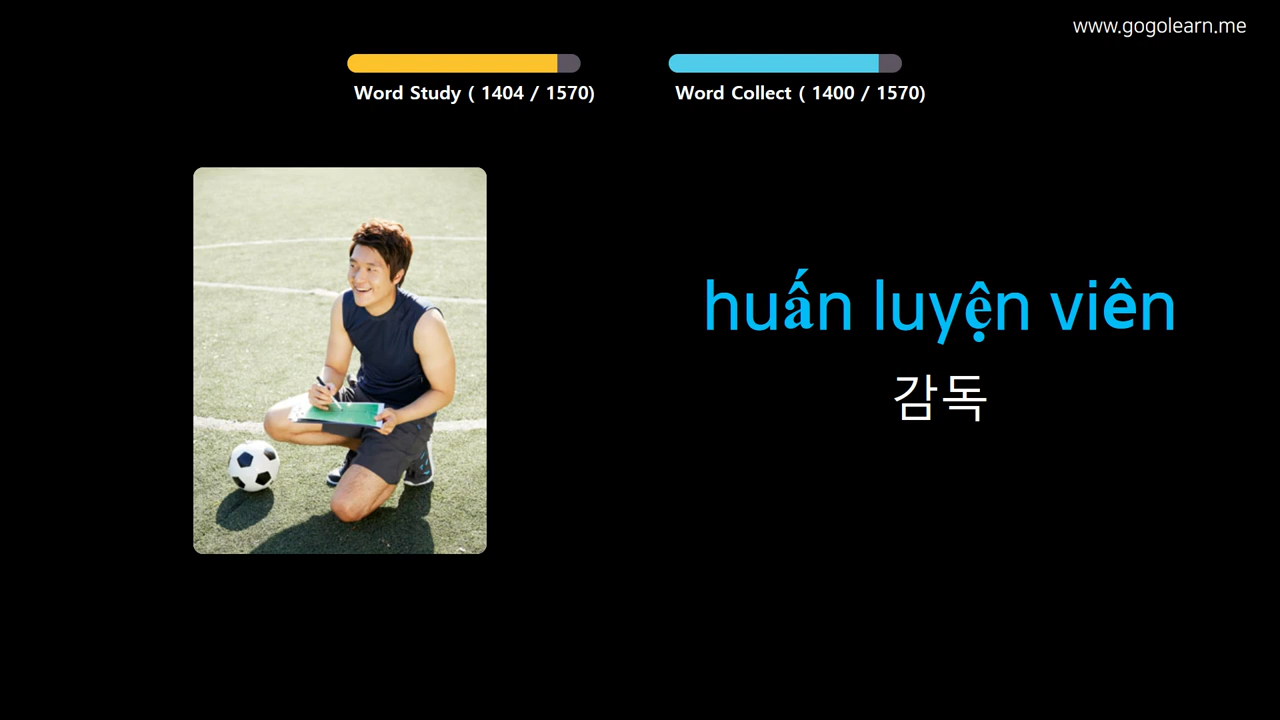 www.gogolearn.me
Word Study ( 1404 / 1570)
Word Collect ( 1400 / 1570)
huấn luyện viên
감독